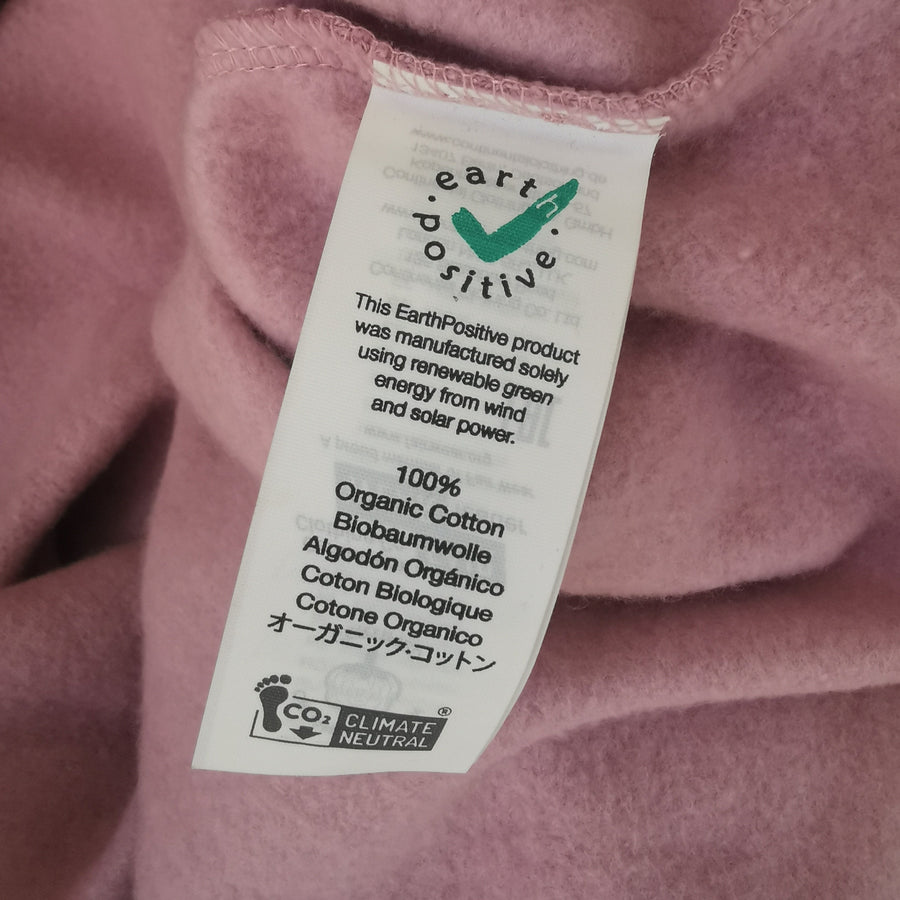 earth
positive
This EarthPositive product
was manufactured solely
using renewable green
energy from wind
and solar power.
100%
Organic Cotton
Biobaumwolle
Algodón Orgánico
Coton Biologique
Cotone Organico
オーガニック・コットン
CO₂
CLIMATE
NEUTRAL
®